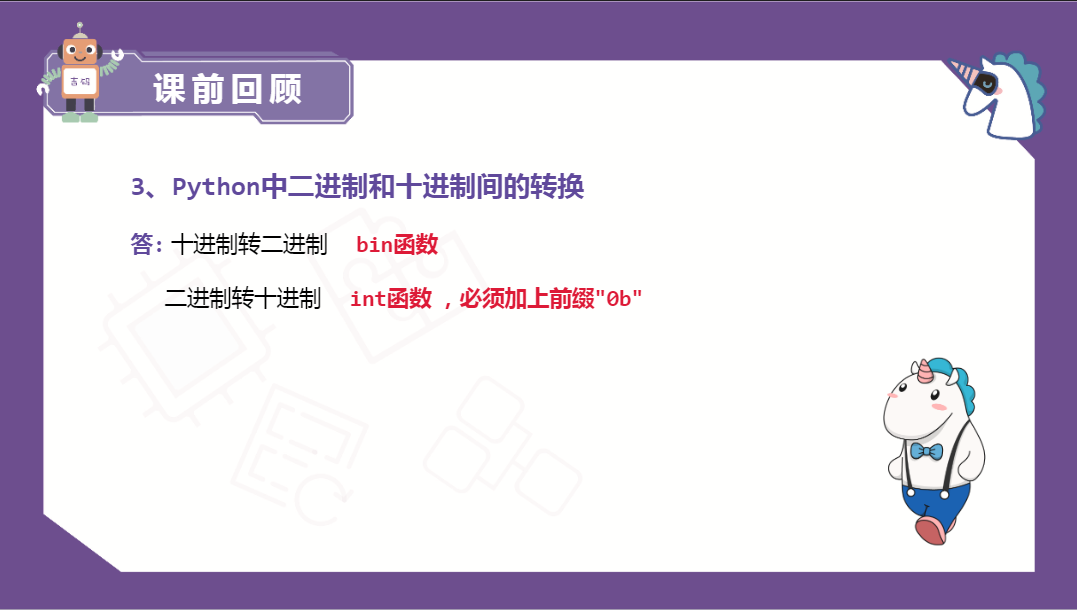 吉明
课前回顾
3、Python中二进制和十进制间的转换
答：十进制转二进制 bin函数
二进制转十进制 int函数 ，必须加上前缀"0b"